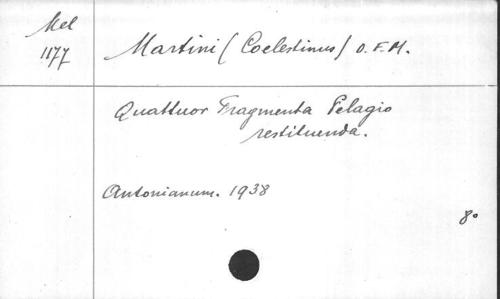 Mel
1177
Martini (Coelestinus) O.F.M.
Quattuor Fragmenta Pelagio
restituenda.
Antonianum. 1938
8°